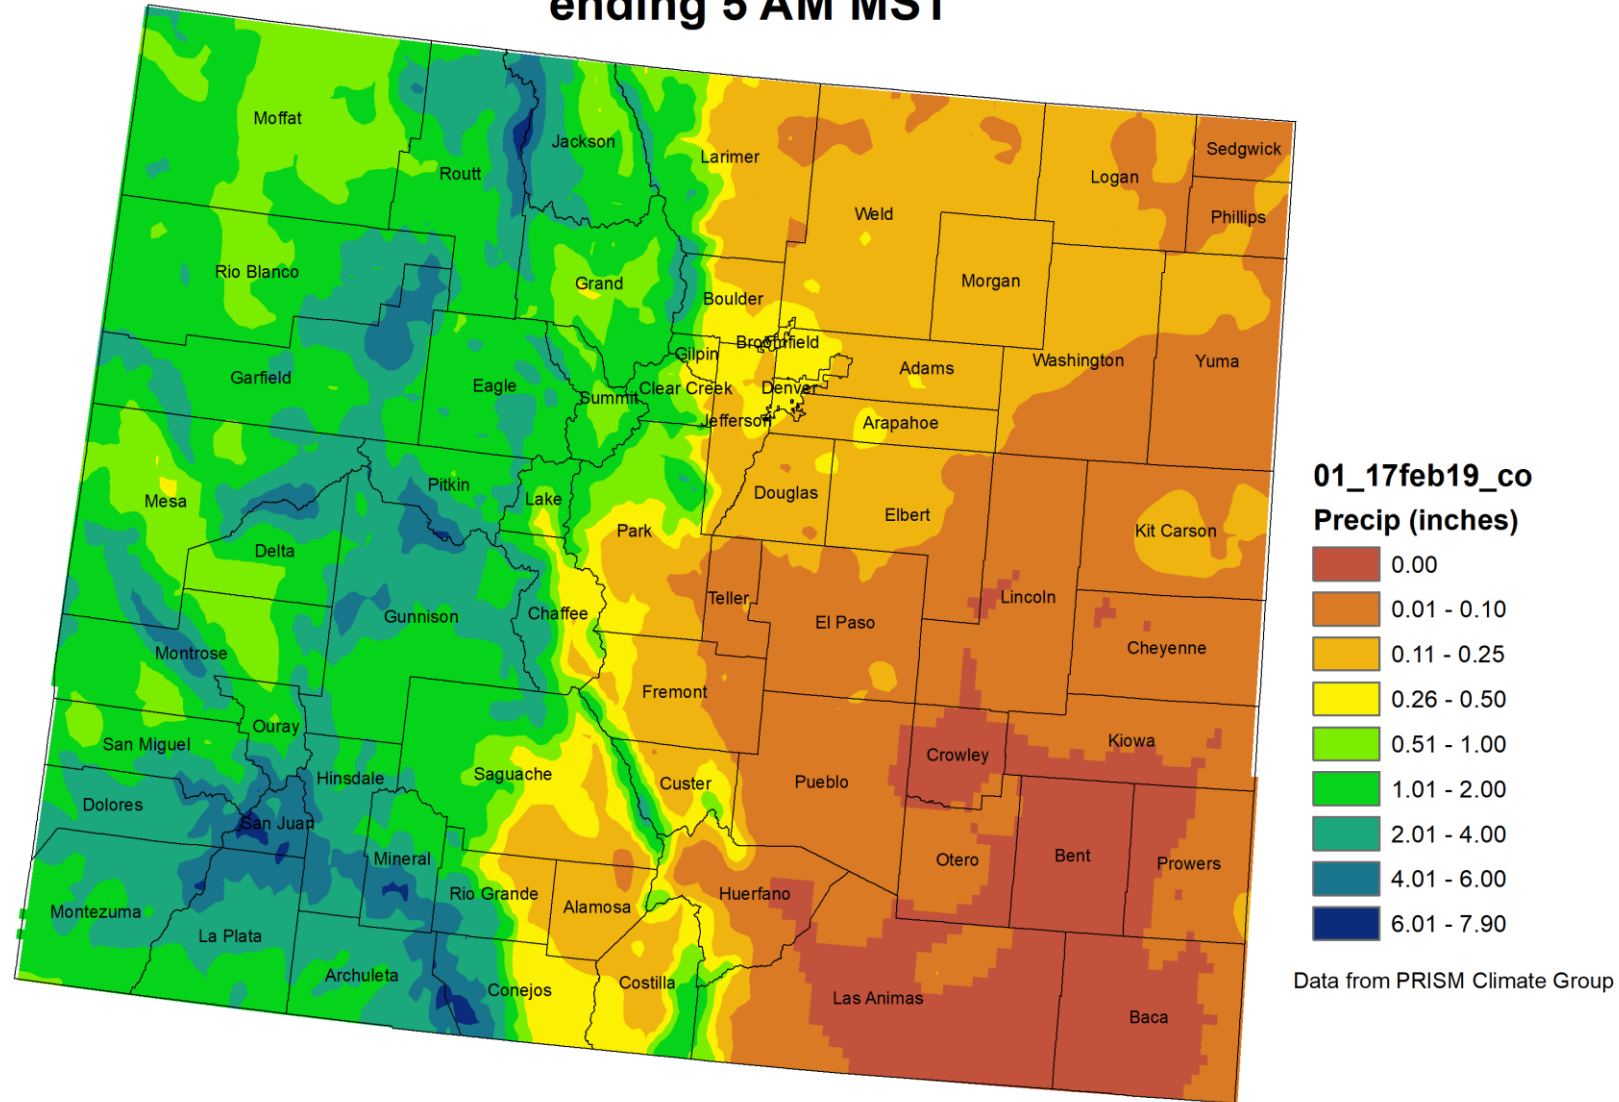 ending 5 AM MST
Moffat
Jackson
Routt
Larimer
Sedgwick
Logan
Weld
Phillips
Rio Blanco
Grand
Morgan
Boulder
Broomfield
Gilpin
Adams
Washington
Yuma
Garfield
Eagle
Summit
Clear Creek
Denver
Jefferson
Arapahoe
Pitkin
Lake
Mesa
Douglas
Elbert
Park
Kit Carson
Delta
Teller
Lincoln
Gunnison
Chaffee
El Paso
Cheyenne
Montrose
Fremont
Ouray
San Miguel
Crowley
Kiowa
Hinsdale
Saguache
Custer
Pueblo
Dolores
San Juan
Mineral
Otero
Bent
Prowers
Rio Grande
Alamosa
Huerfano
Montezuma
La Plata
Archuleta
Conejos
Costilla
Las Animas
Baca
01_17feb19_co
Precip (inches)
0.00
0.01 - 0.10
0.11 - 0.25
0.26 - 0.50
0.51 - 1.00
1.01 - 2.00
2.01 - 4.00
4.01 - 6.00
6.01 - 7.90
Data from PRISM Climate Group